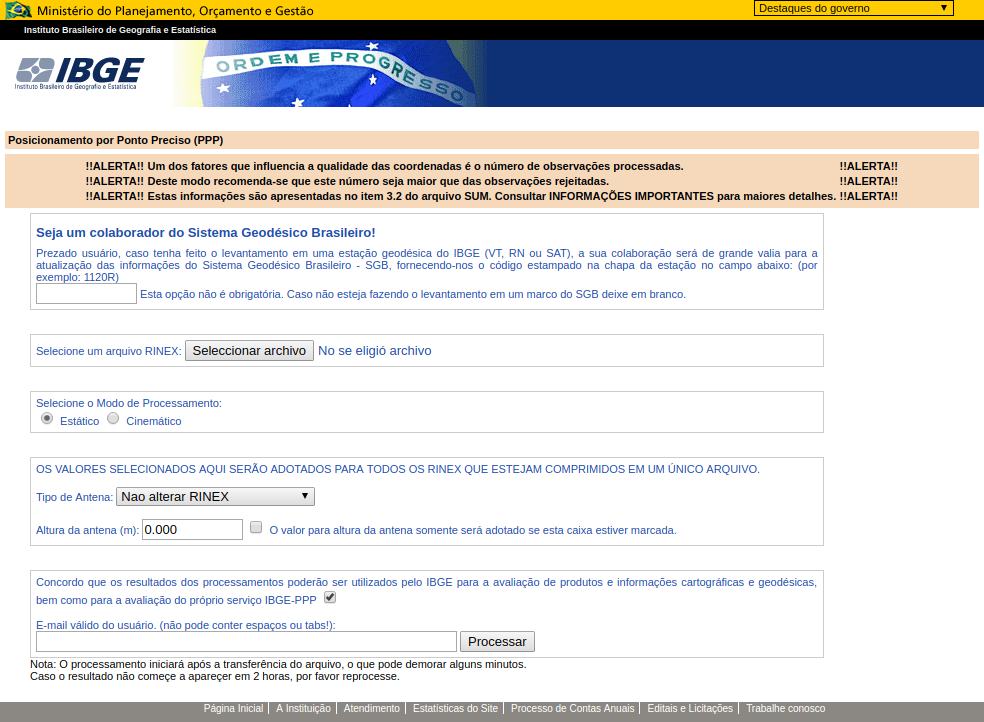 Ministério do Planejamento, Orçamento e Gestão
Destaques do governo
Instituto Brasileiro de Geografia e Estatística
IBGE
Instituto Brasileiro de Geografia e Estatística
ORDEM E PROGRESSO
Posicionamento por Ponto Preciso (PPP)
!!ALERTA!! Um dos fatores que influencia a qualidade das coordenadas é o número de observações processadas. !!ALERTA!!
!!ALERTA!! Deste modo recomenda-se que este número seja maior que das observações rejeitadas. !!ALERTA!!
!!ALERTA!! Estas informações são apresentadas no item 3.2 do arquivo SUM. Consultar INFORMAÇÕES IMPORTANTES para maiores detalhes. !!ALERTA!!
Seja um colaborador do Sistema Geodésico Brasileiro!
Prezado usuário, caso tenha feito o levantamento em uma estação geodésica do IBGE (VT, RN ou SAT), a sua colaboração será de grande valia para a
atualização das informações do Sistema Geodésico Brasileiro - SGB, fornecendo-nos o código estampado na chapa da estação no campo abaixo: (por
exemplo: 1120R)
Esta opção não é obrigatória. Caso não esteja fazendo o levantamento em um marco do SGB deixe em branco.
Selecione um arquivo RINEX: Seleccionar archivo No se eligió archivo
Selecione o Modo de Processamento:
Estático Cinemático
OS VALORES SELECIONADOS AQUI SERÃO ADOTADOS PARA TODOS OS RINEX QUE ESTEJAM COMPRIMIDOS EM UM ÚNICO ARQUIVO.
Tipo de Antena: Nao alterar RINEX
Altura da antena (m): 0.000 O valor para altura da antena somente será adotado se esta caixa estiver marcada.
Concordo que os resultados dos processamentos poderão ser utilizados pelo IBGE para a avaliação de produtos e informações cartográficas e geodésicas,
bem como para a avaliação do próprio serviço IBGE-PPP
E-mail válido do usuário. (não pode conter espaços ou tabs!):
Processar
Nota: O processamento iniciará após a transferência do arquivo, o que pode demorar alguns minutos.
Caso o resultado não começe a apareçer em 2 horas, por favor reprocesse.
Página Inicial | A Instituição | Atendimento | Estatísticas do Site | Processo de Contas Anuais | Editais e Licitações | Trabalhe conosco